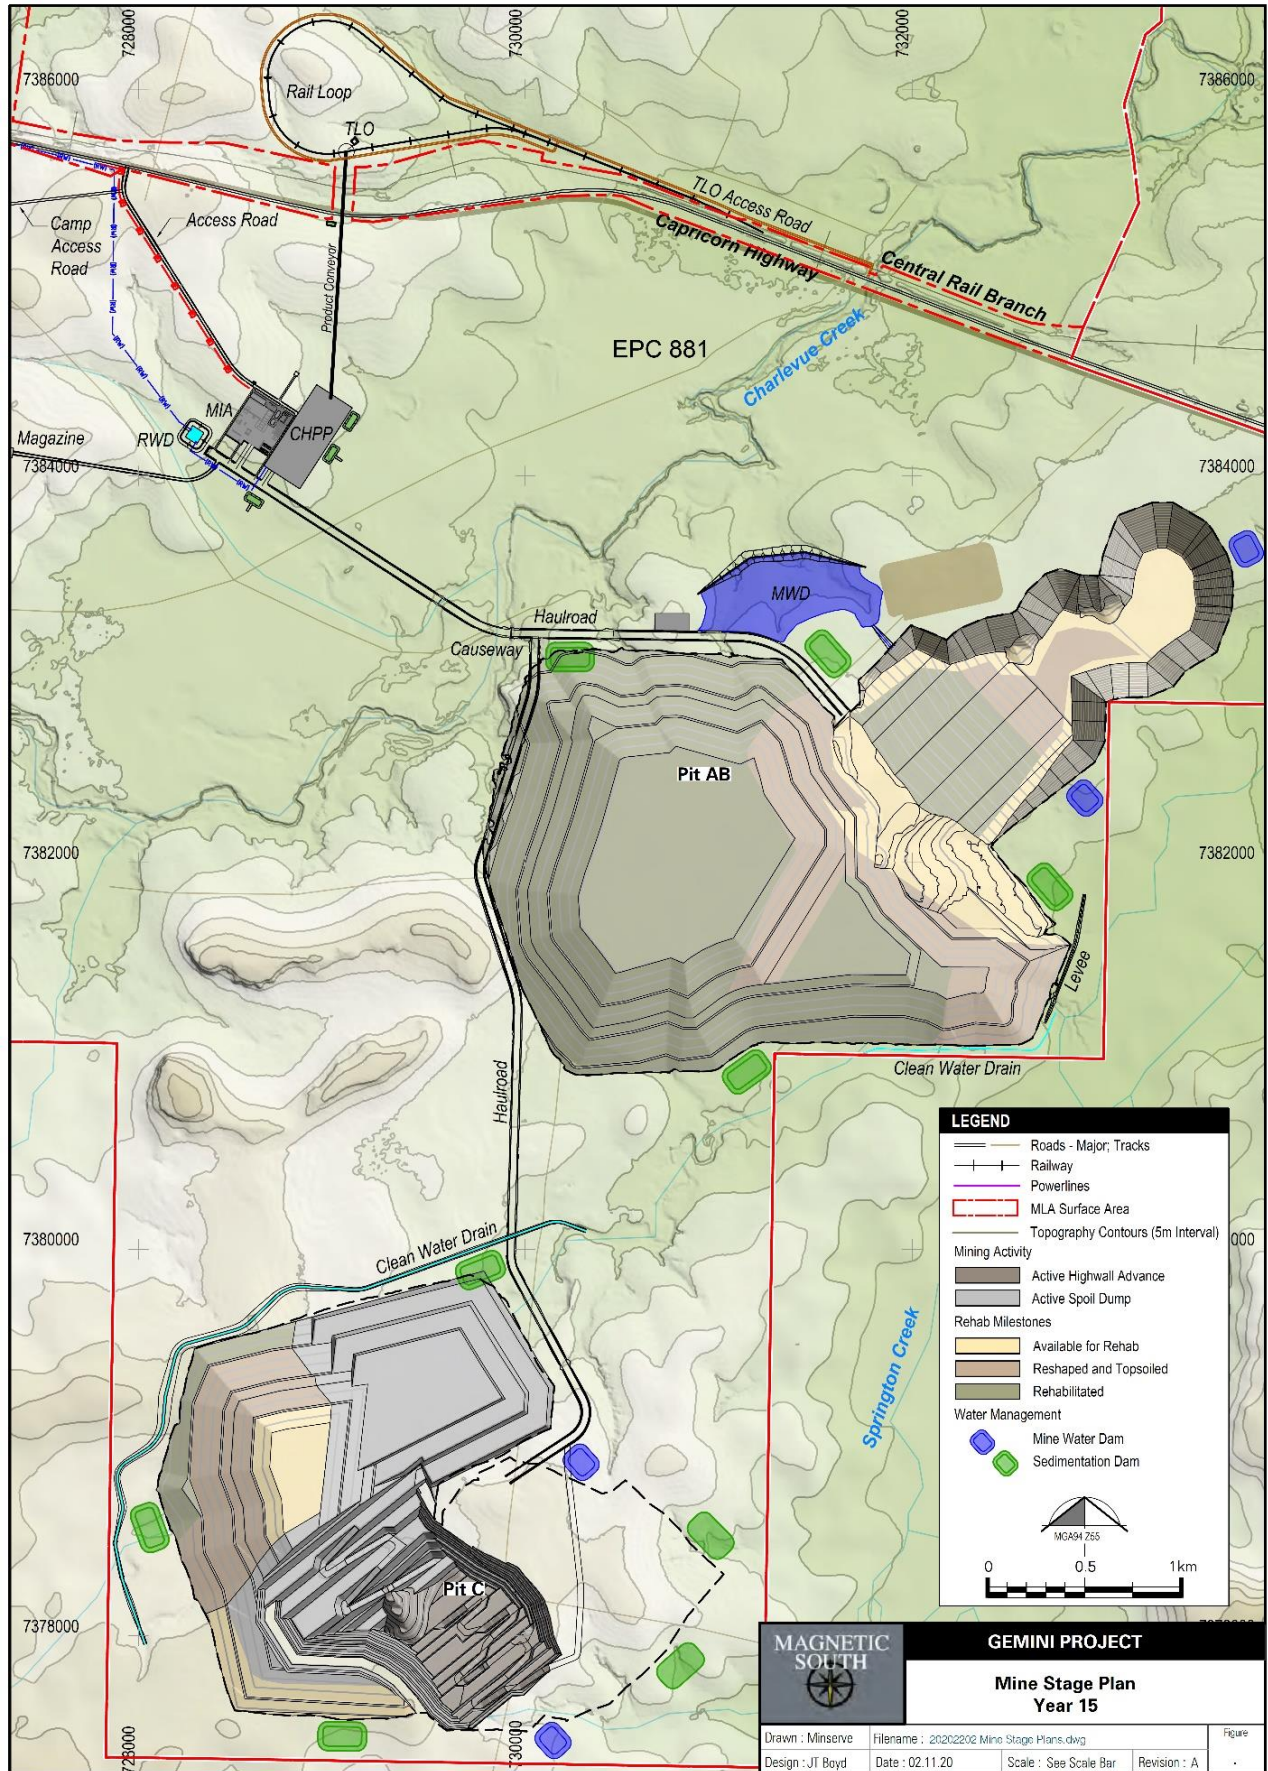 728000
730000
732000
7386000
7386000
Rail Loop
TLO
TLO Access Road
Capricorn Highway
Central Rail Branch
Camp
Access
Road
Access Road
Product Conveyor
EPC 881
Charlevue Creek
MIA
CHPP
RWD
Magazine
7384000
7384000
MWD
Haulroad
Causeway
Pit AB
7382000
7382000
Levee
Clean Water Drain
Haulroad
LEGEND
Roads - Major; Tracks
Railway
Powerlines
MLA Surface Area
Topography Contours (5m Interval)
Mining Activity
Active Highwall Advance
Active Spoil Dump
Rehab Milestones
Available for Rehab
Reshaped and Topsoiled
Rehabilitated
Water Management
Mine Water Dam
Sedimentation Dam
MGA94 Z55
0 0.5 1km
7380000
000
Clean Water Drain
Springton Creek
Pit C
7378000
728000
730000
MAGNETIC
SOUTH
GEMINI PROJECT
Mine Stage Plan
Year 15
Drawn : Minserve
Filename : 20202202 Mine Stage Plans.dwg
Figure
Design : JT Boyd
Date : 02.11.20
Scale : See Scale Bar
Revision : A